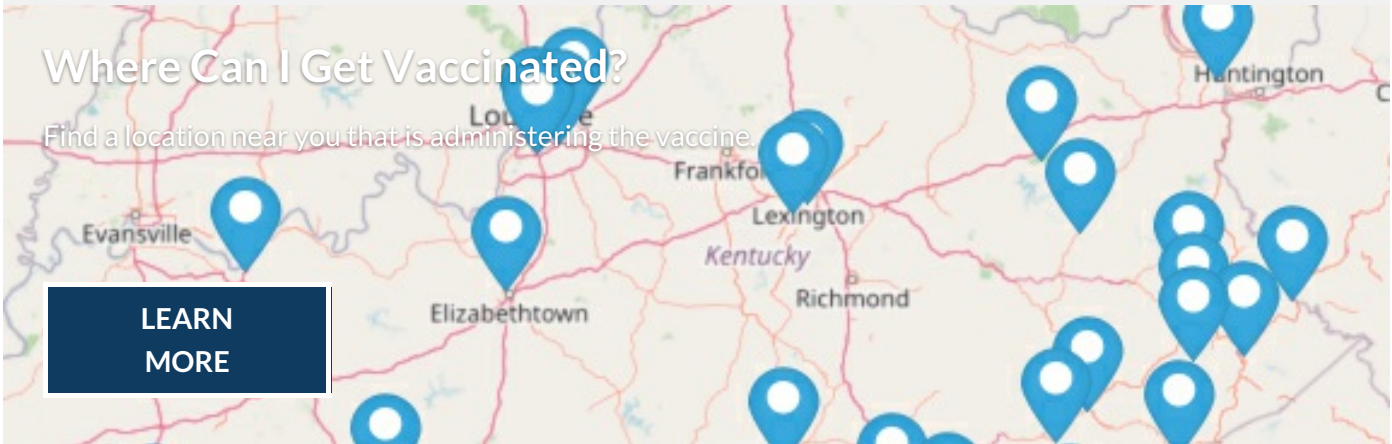 Where Can I Get Vaccinated?
Find a location near you that is administering the vaccine.
Huntington
Frankfo
Lexington
Evansville
Kentucky
Richmond
Elizabethtown
LEARN
MORE